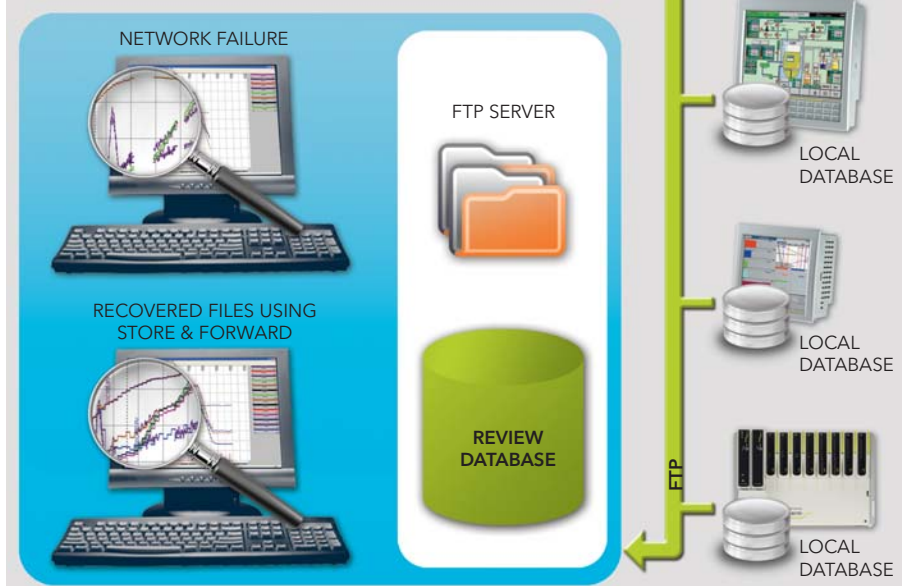 NETWORK FAILURE
FTP SERVER
LOCAL
DATABASE
RECOVERED FILES USING
STORE & FORWARD
LOCAL
DATABASE
REVIEW
DATABASE
FTP
LOCAL
DATABASE